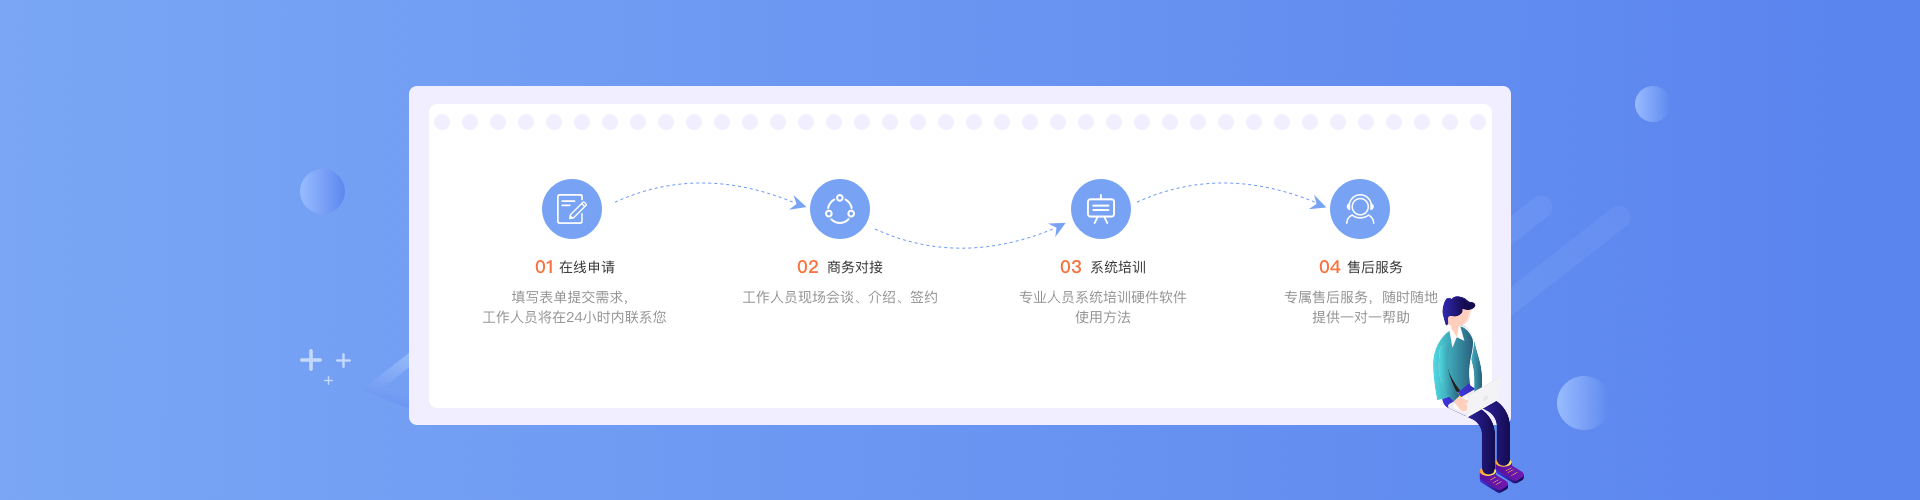 01 在线申请
填写表单提交需求，
工作人员将在24小时内联系您
02 商务对接
工作人员现场会谈、介绍、签约
03 系统培训
专业人员系统培训硬件软件
使用方法
04 售后服务
专属售后服务，随时随地
提供一对一帮助